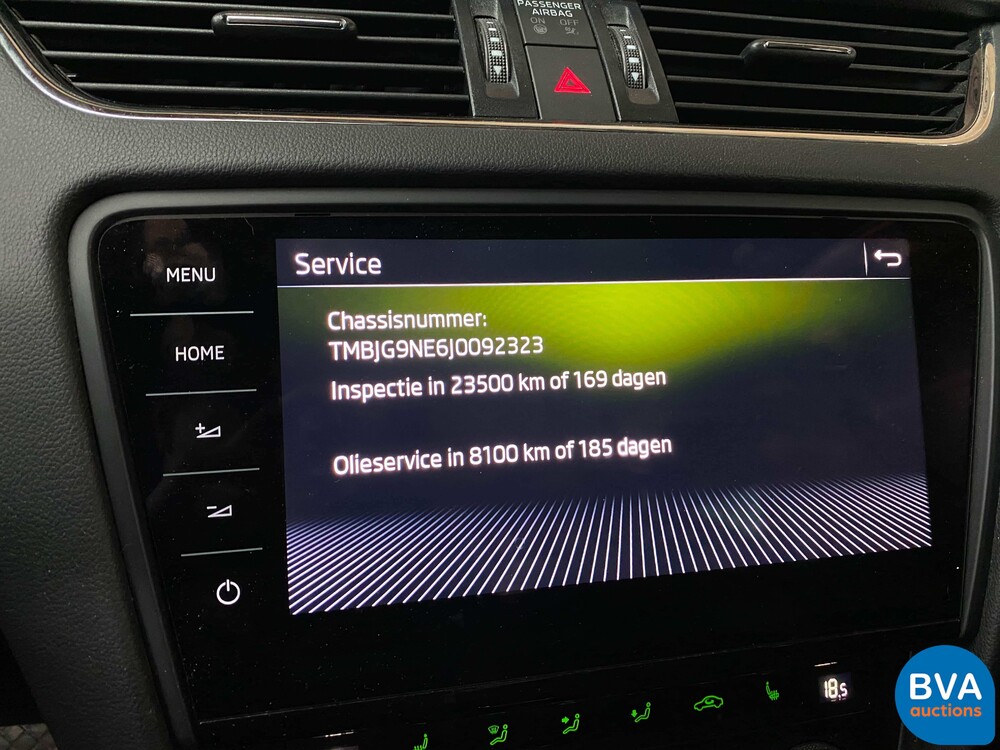 PASSENGER
AIRBAG
ON OFF
MENU
HOME
Service
Chassisnummer:
TMBJG9NE6J0092323
Inspectie in 23500 km of 169 dagen
Olieservice in 8100 km of 185 dagen
18.5
BVA
auctions